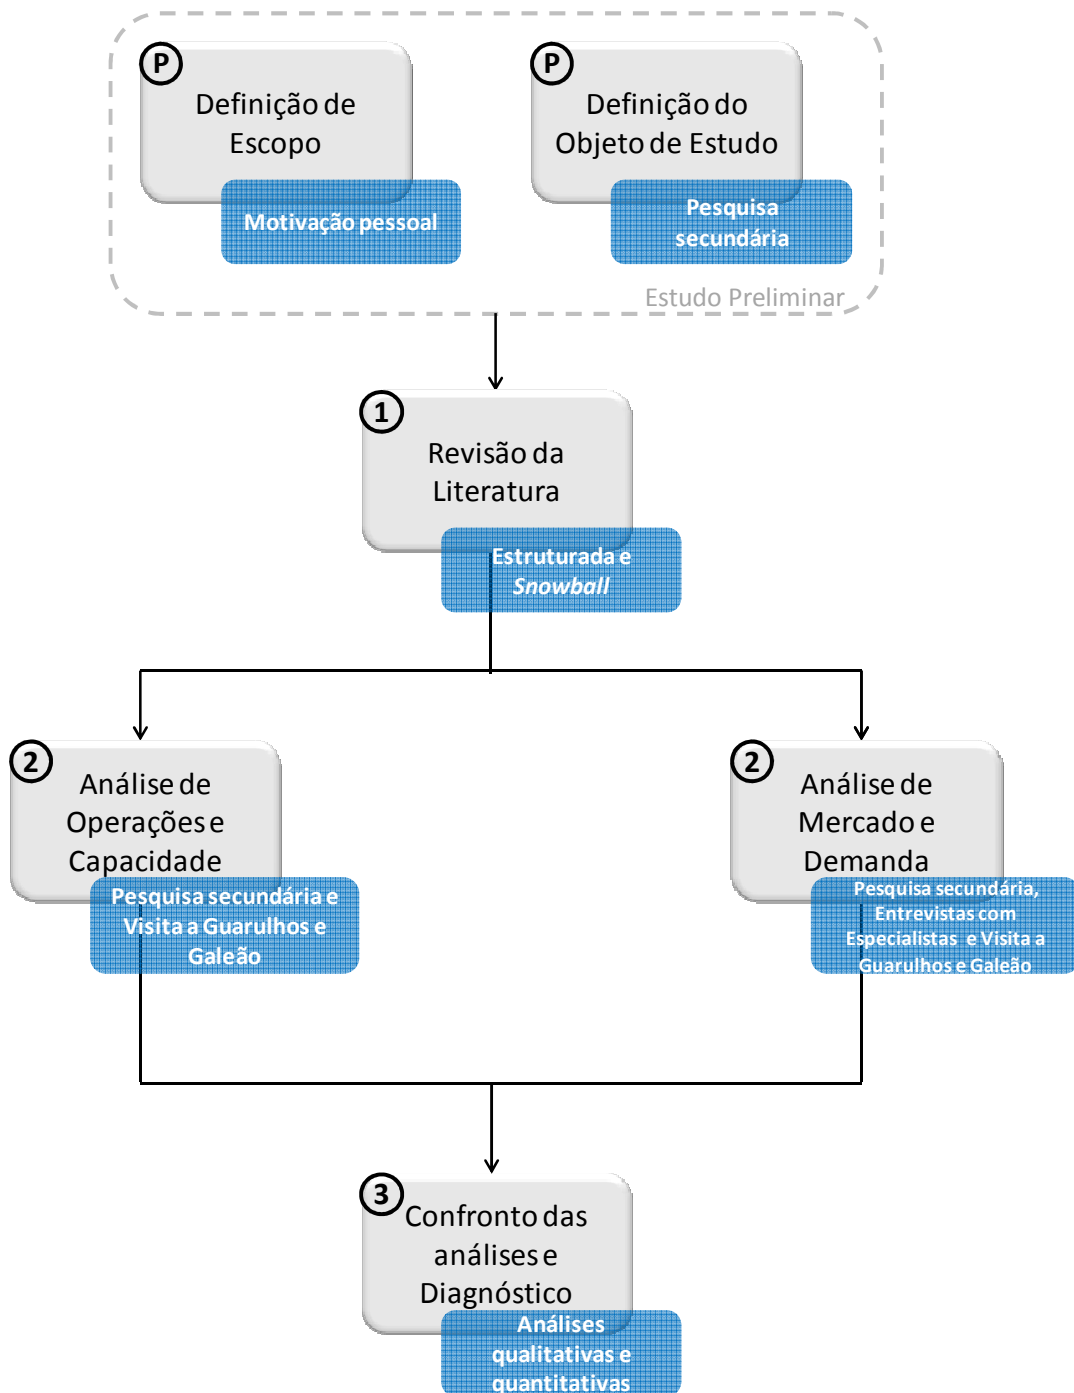 P
Definição de
Escopo
Motivação pessoal
P
Definição do
Objeto de Estudo
Pesquisa
secundária
Estudo Preliminar
1
Revisão da
Literatura
Estruturada e
Snowball
2
Análise de
Operações e
Capacidade
Pesquisa secundária e
Visita a Guarulhos e
Galeão
2
Análise de
Mercado e
Demanda
Pesquisa secundária,
Entrevistas com
Especialistas e Visita a
Guarulhos e Galeão
3
Confronto das
análises e
Diagnóstico
Análises
qualitativas e
quantitativas